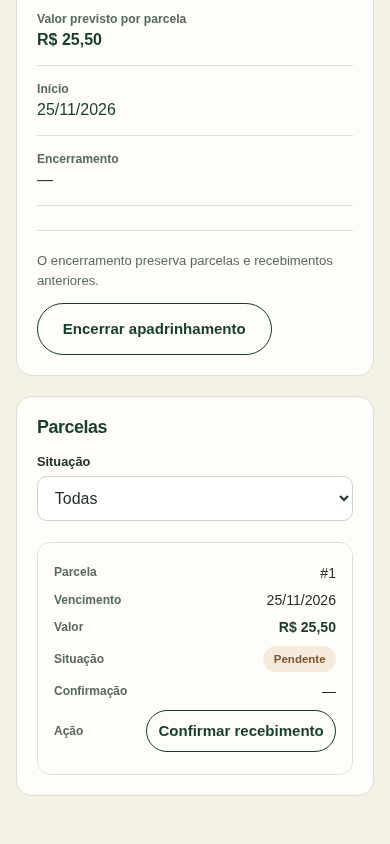 Valor previsto por parcela
R$ 25,50
Início
25/11/2026
Encerramento
—
O encerramento preserva parcelas e recebimentos
anteriores.
Encerrar apadrinhamento
Parcelas
Situação
Todas
Parcela #1
Vencimento 25/11/2026
Valor R$ 25,50
Situação Pendente
Confirmação —
Ação Confirmar recebimento